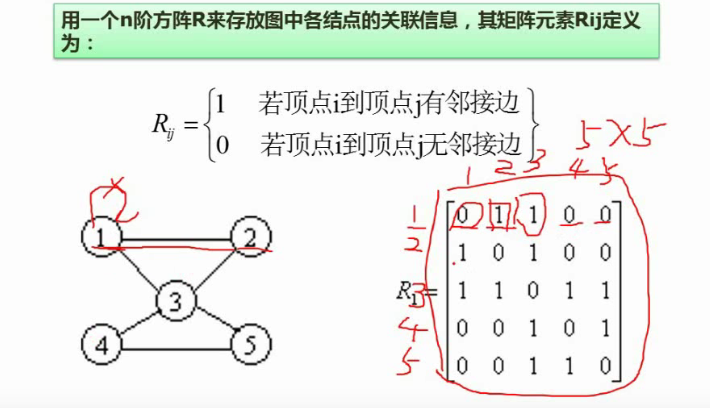 用一个n阶方阵R来存放图中各结点的关联信息，其矩阵元素Rij定义
为：
Rij = { 1 若顶点i到顶点j有邻接边
0 若顶点i到顶点j无邻接边 }
5×5
1 2 3 4 5
1 0 1 1 0 0
2 1 0 1 0 0
R1= 3 1 1 0 1 1
4 0 0 1 0 1
5 0 0 1 1 0
1 2
3
4 5